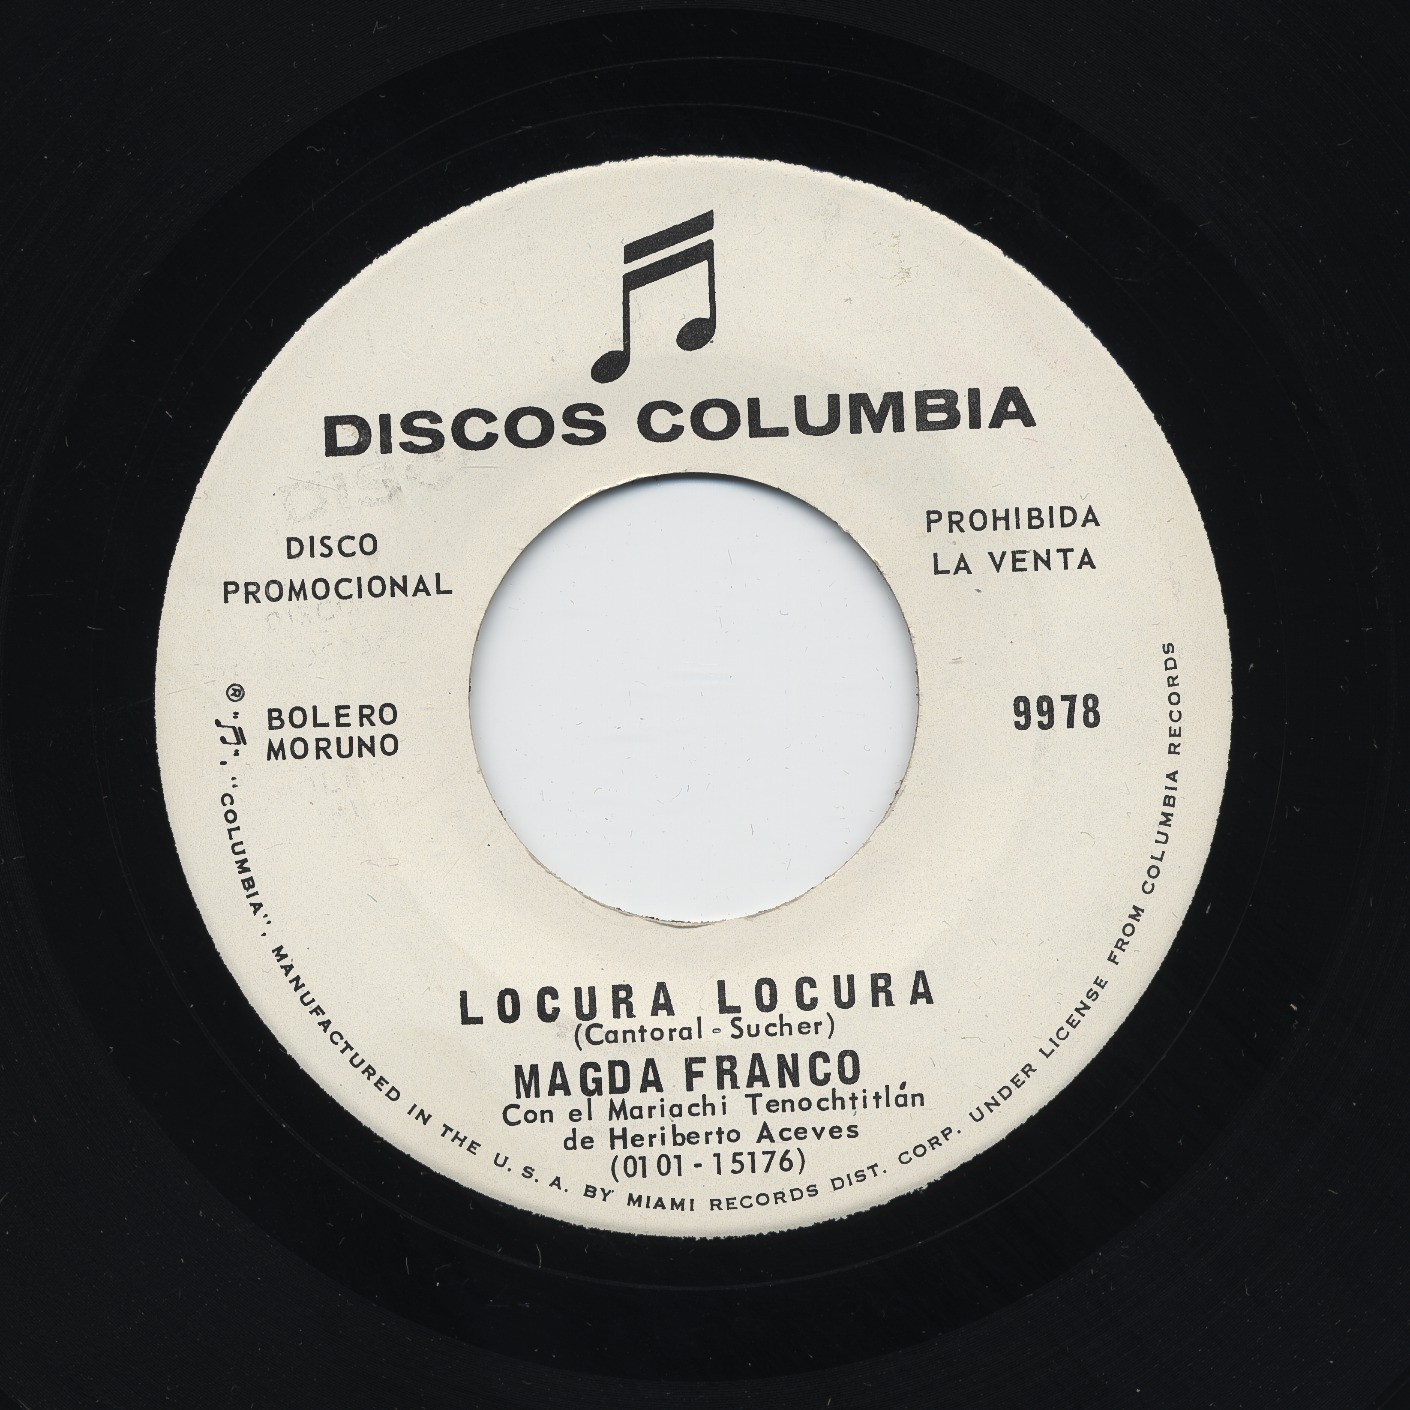 DISCOS COLUMBIA
DISCO
PROMOCIONAL
PROHIBIDA
LA VENTA
BOLERO
MORUNO
9978
LOCURA LOCURA
(Cantoral - Sucher)
MAGDA FRANCO
Con el Mariachi Tenochtitlán
de Heriberto Aceves
(0101 - 15176)
® "♫", "COLUMBIA", MANUFACTURED IN THE U. S. A. BY MIAMI RECORDS DIST. CORP. UNDER LICENSE FROM COLUMBIA RECORDS